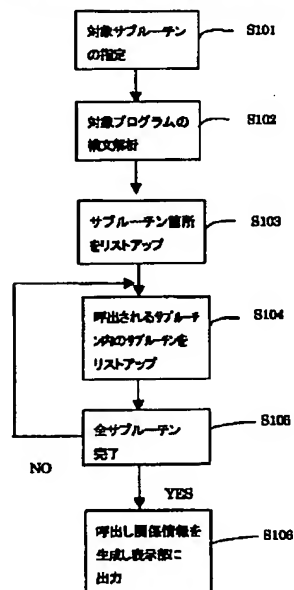 対象サブルーチン
の指定
S101
対象プログラムの
構文解析
S102
サブルーチン箇所
をリストアップ
S103
呼出されるサブルーチ
ン内のサブルーチンを
リストアップ
S104
全サブルーチン
完了
S105
NO
YES
呼出し関係情報を
生成し表示部に
出力
S106